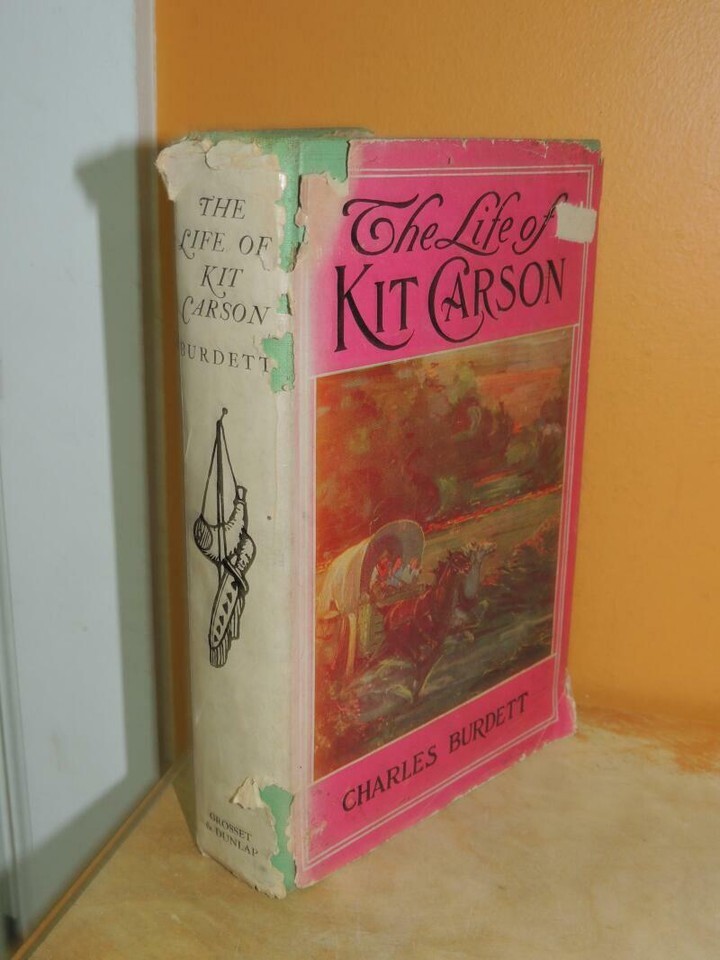 THE
LIFE OF
KIT
CARSON
BURDETT
GROSSET
& DUNLAP
The Life of
KIT CARSON
CHARLES BURDETT